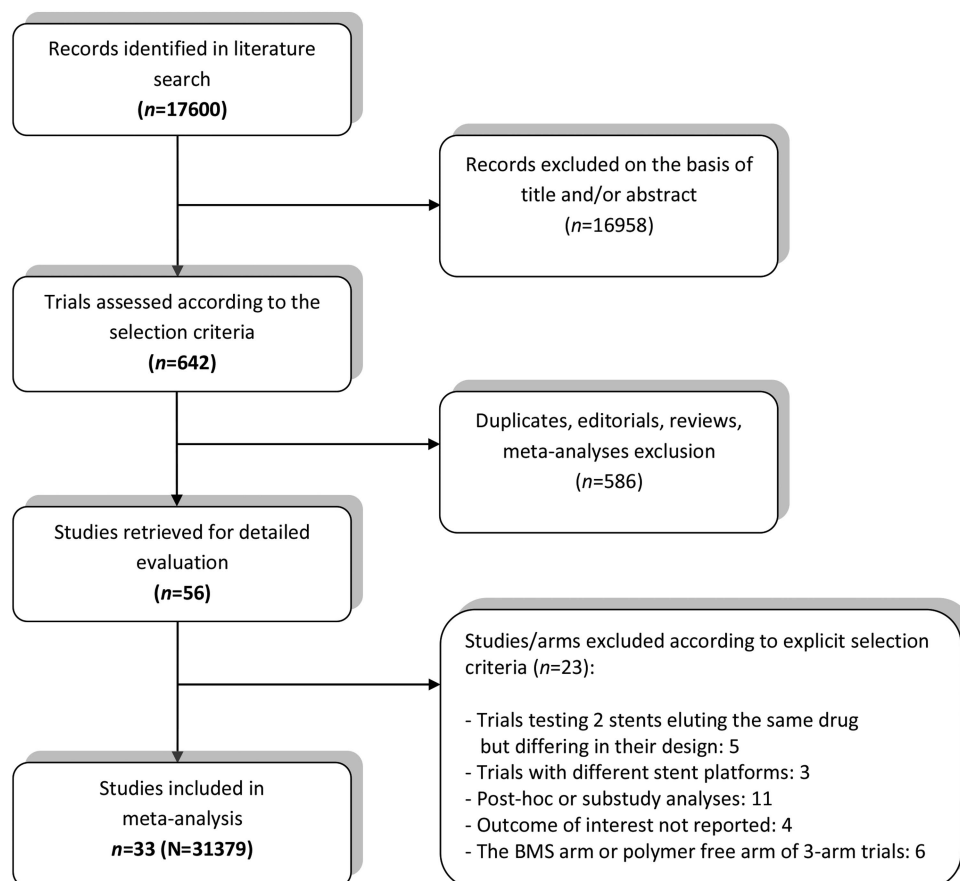 Records identified in literature
search
(n=17600)
Records excluded on the basis of
title and/or abstract
(n=16958)
Trials assessed according to the
selection criteria
(n=642)
Duplicates, editorials, reviews,
meta-analyses exclusion
(n=586)
Studies retrieved for detailed
evaluation
(n=56)
Studies/arms excluded according to explicit selection
criteria (n=23):
- Trials testing 2 stents eluting the same drug
but differing in their design: 5
- Trials with different stent platforms: 3
- Post-hoc or substudy analyses: 11
- Outcome of interest not reported: 4
- The BMS arm or polymer free arm of 3-arm trials: 6
Studies included in
meta-analysis
n=33 (N=31379)